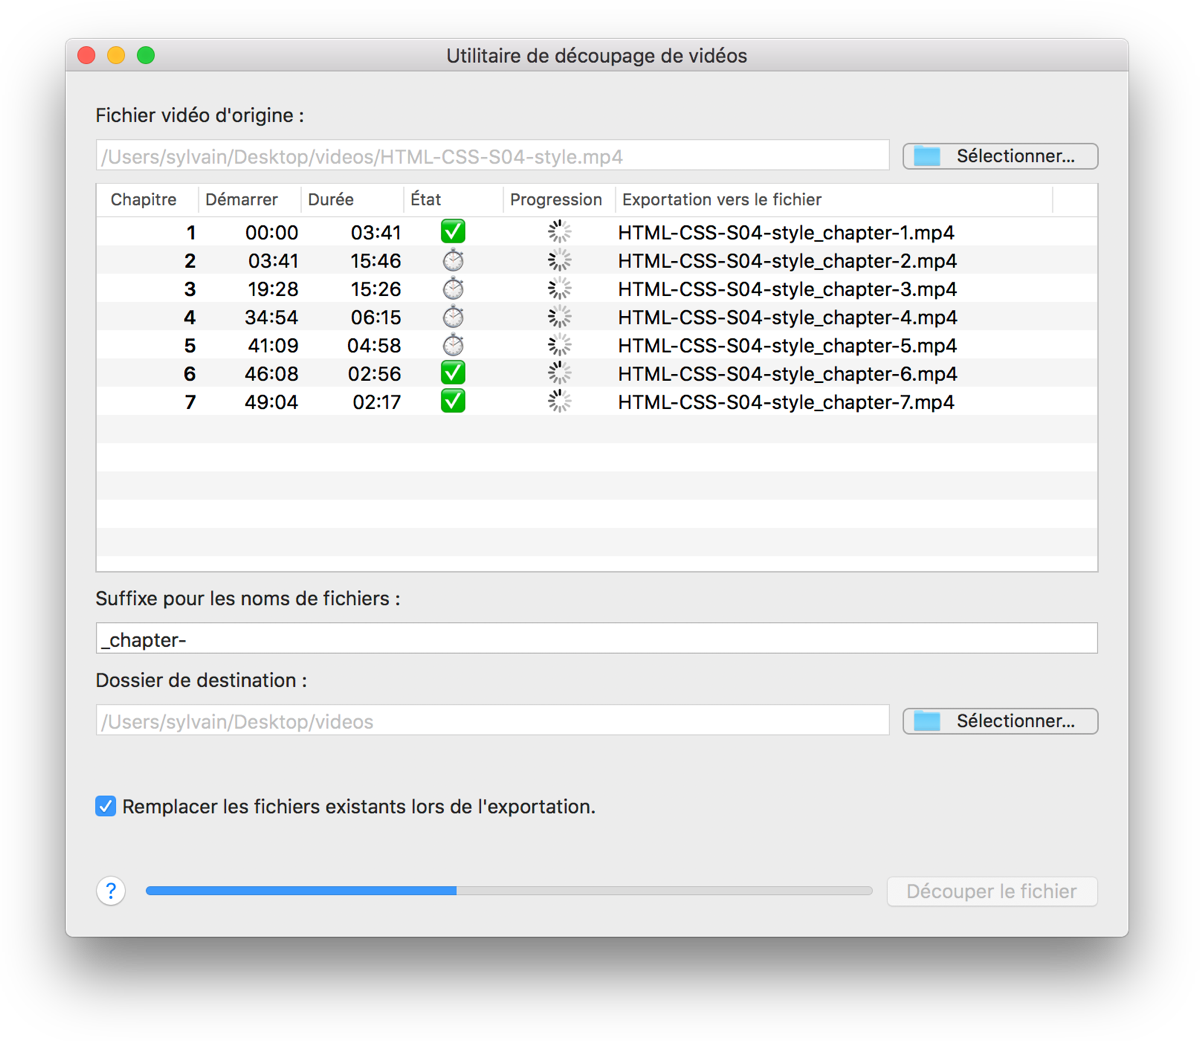 Utilitaire de découpage de vidéos
Fichier vidéo d'origine :
/Users/sylvain/Desktop/videos/HTML-CSS-S04-style.mp4 Sélectionner...
Chapitre Démarrer Durée État Progression Exportation vers le fichier
1 00:00 03:41 HTML-CSS-S04-style_chapter-1.mp4
2 03:41 15:46 HTML-CSS-S04-style_chapter-2.mp4
3 19:28 15:26 HTML-CSS-S04-style_chapter-3.mp4
4 34:54 06:15 HTML-CSS-S04-style_chapter-4.mp4
5 41:09 04:58 HTML-CSS-S04-style_chapter-5.mp4
6 46:08 02:56 HTML-CSS-S04-style_chapter-6.mp4
7 49:04 02:17 HTML-CSS-S04-style_chapter-7.mp4
Suffixe pour les noms de fichiers :
_chapter-
Dossier de destination :
/Users/sylvain/Desktop/videos Sélectionner...
Remplacer les fichiers existants lors de l'exportation.
? Découper le fichier